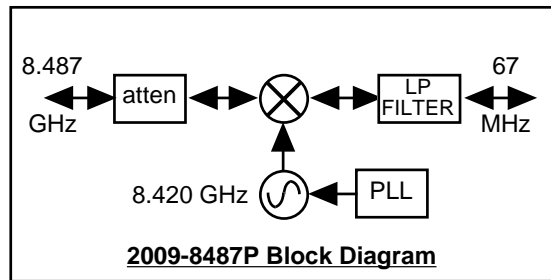 8.487
GHz
atten
LP
FILTER
67
MHz
8.420 GHz
PLL
2009-8487P Block Diagram